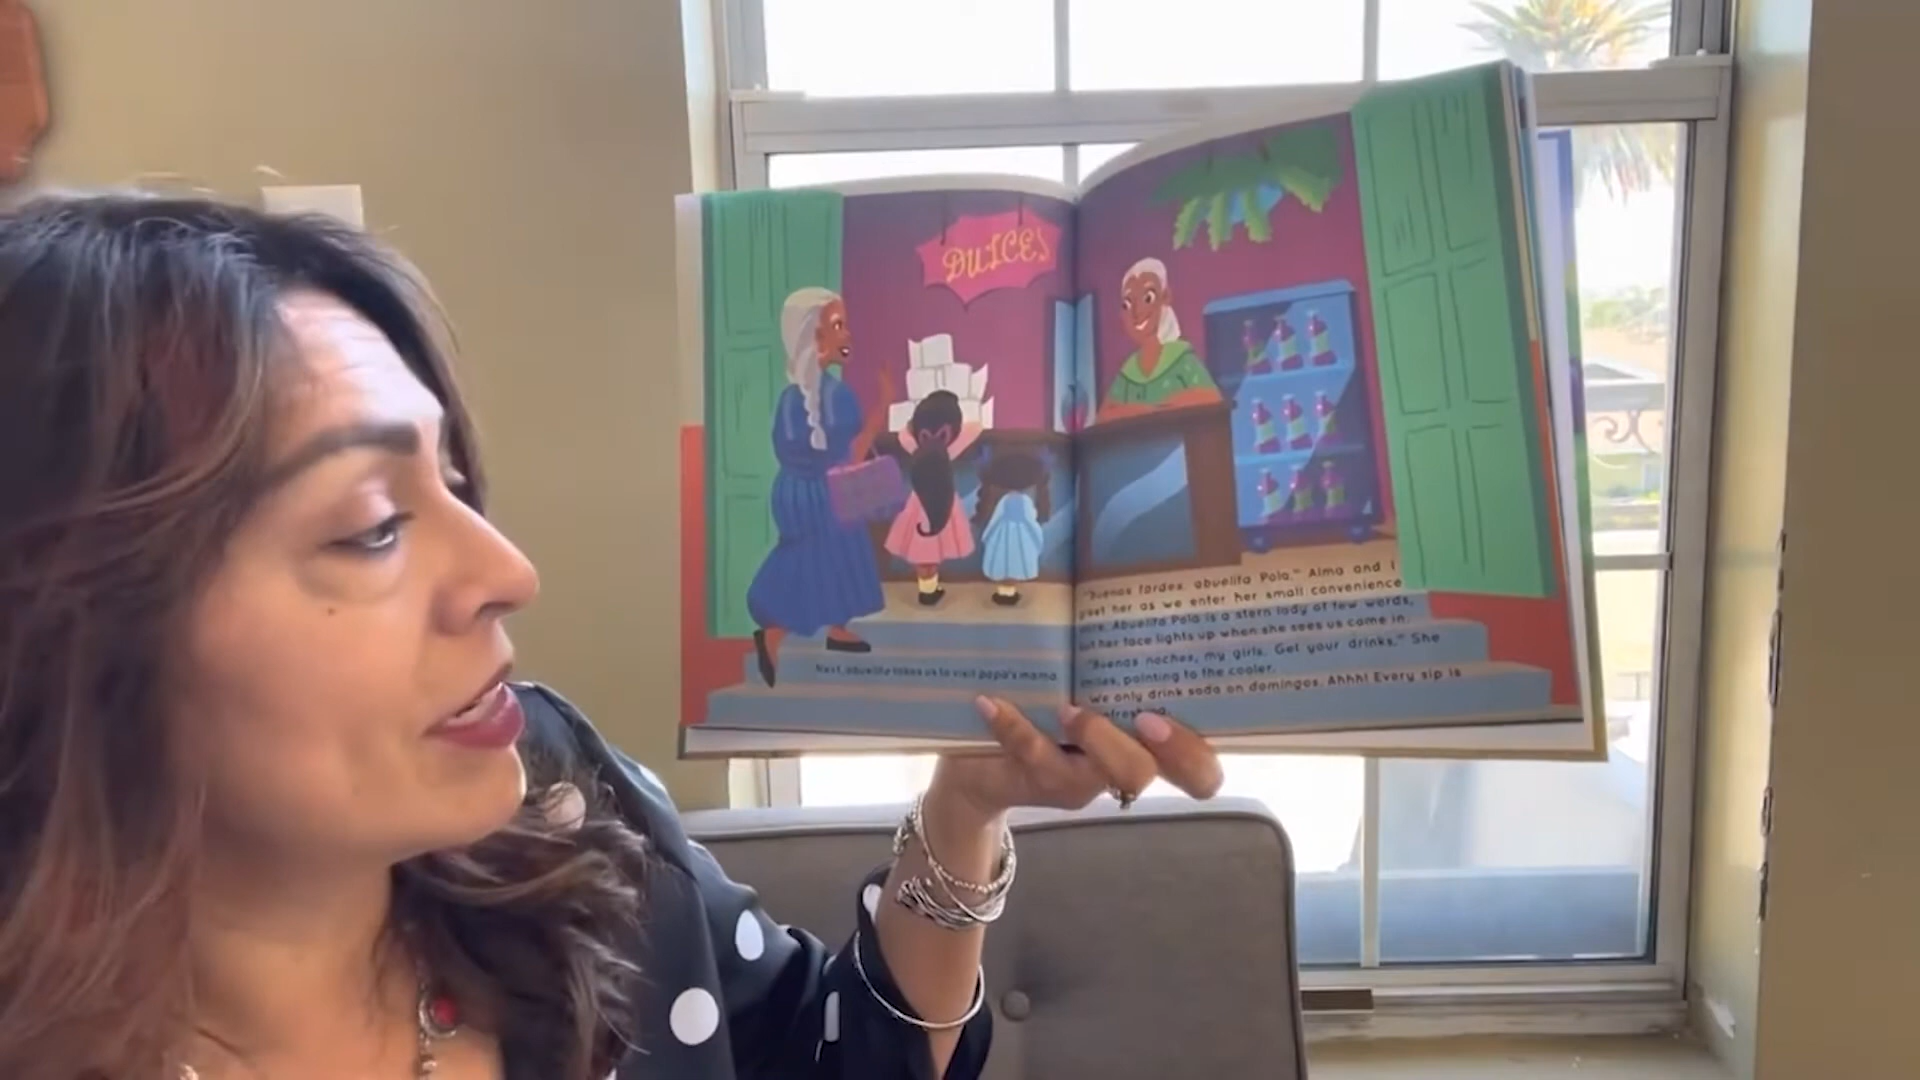 DULCES
Next, abuelita takes us to visit papa's mama.
"Buenas tardes, abuelita Pola," Alma and I
greet her as we enter her small convenience
store. Abuelita Pola is a stern lady of few words,
but her face lights up when she sees us come in.
"Buenas noches, my girls. Get your drinks," She
smiles, pointing to the cooler.
We only drink soda on domingos. Ahhh! Every sip is
refreshing.